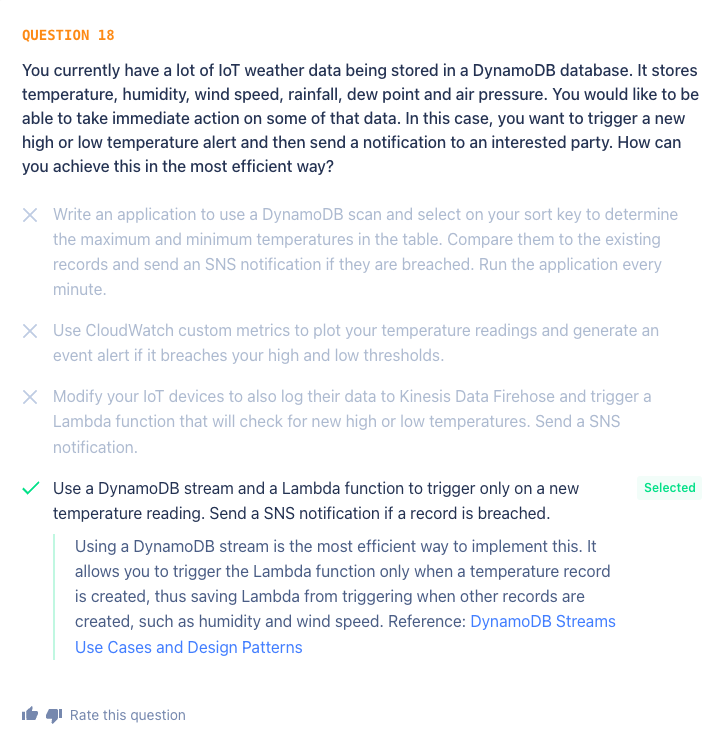 QUESTION 18
You currently have a lot of IoT weather data being stored in a DynamoDB database. It stores
temperature, humidity, wind speed, rainfall, dew point and air pressure. You would like to be
able to take immediate action on some of that data. In this case, you want to trigger a new
high or low temperature alert and then send a notification to an interested party. How can
you achieve this in the most efficient way?
Write an application to use a DynamoDB scan and select on your sort key to determine
the maximum and minimum temperatures in the table. Compare them to the existing
records and send an SNS notification if they are breached. Run the application every
minute.
Use CloudWatch custom metrics to plot your temperature readings and generate an
event alert if it breaches your high and low thresholds.
Modify your IoT devices to also log their data to Kinesis Data Firehose and trigger a
Lambda function that will check for new high or low temperatures. Send a SNS
notification.
Use a DynamoDB stream and a Lambda function to trigger only on a new
Selected
temperature reading. Send a SNS notification if a record is breached.
Using a DynamoDB stream is the most efficient way to implement this. It
allows you to trigger the Lambda function only when a temperature record
is created, thus saving Lambda from triggering when other records are
created, such as humidity and wind speed. Reference: DynamoDB Streams
Use Cases and Design Patterns
Rate this question